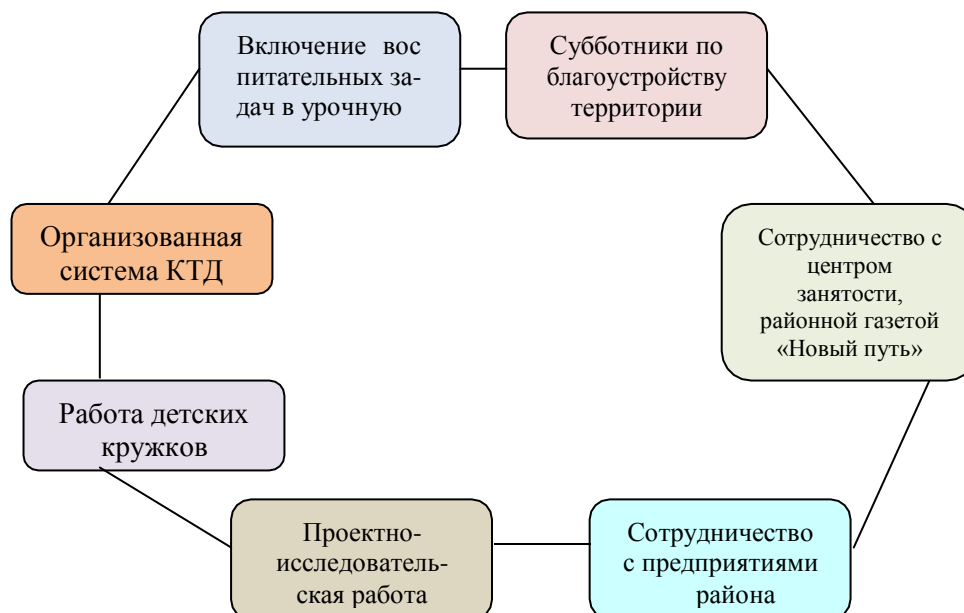 Включение вос
питательных за-
дач в урочную
Субботники по
благоустройству
территории
Организованная
система КТД
Сотрудничество с
центром
занятости,
районной газетой
«Новый путь»
Работа детских
кружков
Проектно-
исследователь-
ская работа
Сотрудничество
с предприятиями
района